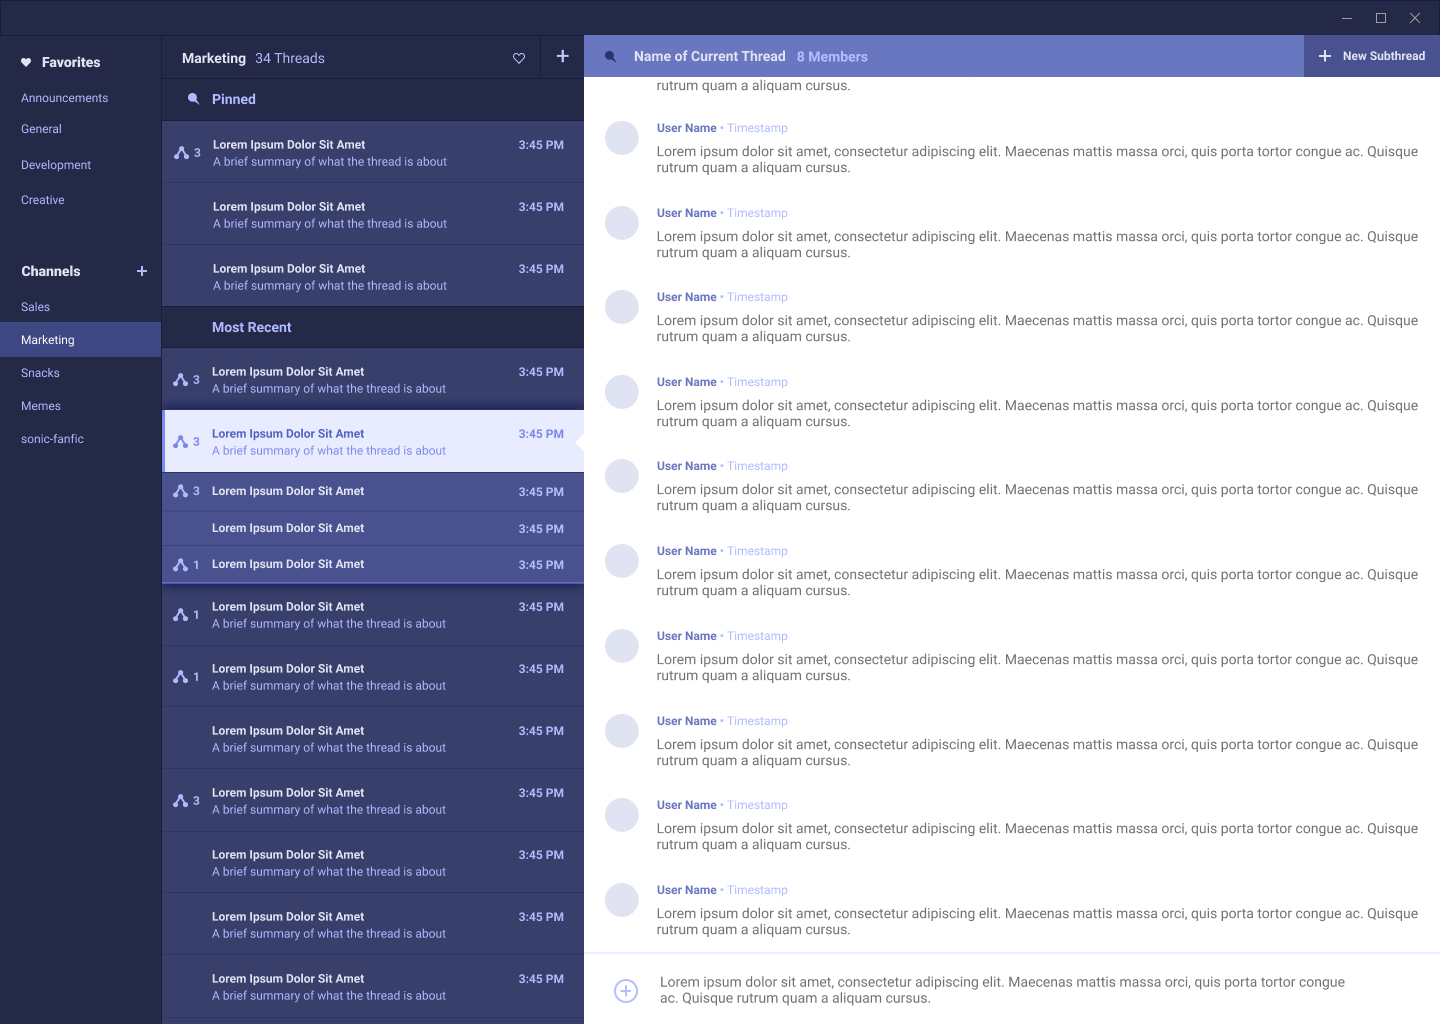 Favorites
Announcements
General
Development
Creative
Channels
Sales
Marketing
Snacks
Memes
sonic-fanfic
Marketing 34 Threads
Pinned
3 Lorem Ipsum Dolor Sit Amet 3:45 PM
A brief summary of what the thread is about
Lorem Ipsum Dolor Sit Amet 3:45 PM
A brief summary of what the thread is about
Lorem Ipsum Dolor Sit Amet 3:45 PM
A brief summary of what the thread is about
Most Recent
3 Lorem Ipsum Dolor Sit Amet 3:45 PM
A brief summary of what the thread is about
3 Lorem Ipsum Dolor Sit Amet 3:45 PM
A brief summary of what the thread is about
3 Lorem Ipsum Dolor Sit Amet 3:45 PM
Lorem Ipsum Dolor Sit Amet 3:45 PM
1 Lorem Ipsum Dolor Sit Amet 3:45 PM
1 Lorem Ipsum Dolor Sit Amet 3:45 PM
A brief summary of what the thread is about
1 Lorem Ipsum Dolor Sit Amet 3:45 PM
A brief summary of what the thread is about
Lorem Ipsum Dolor Sit Amet 3:45 PM
A brief summary of what the thread is about
3 Lorem Ipsum Dolor Sit Amet 3:45 PM
A brief summary of what the thread is about
Lorem Ipsum Dolor Sit Amet 3:45 PM
A brief summary of what the thread is about
Lorem Ipsum Dolor Sit Amet 3:45 PM
A brief summary of what the thread is about
Lorem Ipsum Dolor Sit Amet 3:45 PM
A brief summary of what the thread is about
Name of Current Thread 8 Members
New Subthread
rutrum quam a aliquam cursus.
User Name • Timestamp
Lorem ipsum dolor sit amet, consectetur adipiscing elit. Maecenas mattis massa orci, quis porta tortor congue ac. Quisque
rutrum quam a aliquam cursus.
User Name • Timestamp
Lorem ipsum dolor sit amet, consectetur adipiscing elit. Maecenas mattis massa orci, quis porta tortor congue ac. Quisque
rutrum quam a aliquam cursus.
User Name • Timestamp
Lorem ipsum dolor sit amet, consectetur adipiscing elit. Maecenas mattis massa orci, quis porta tortor congue ac. Quisque
rutrum quam a aliquam cursus.
User Name • Timestamp
Lorem ipsum dolor sit amet, consectetur adipiscing elit. Maecenas mattis massa orci, quis porta tortor congue ac. Quisque
rutrum quam a aliquam cursus.
User Name • Timestamp
Lorem ipsum dolor sit amet, consectetur adipiscing elit. Maecenas mattis massa orci, quis porta tortor congue ac. Quisque
rutrum quam a aliquam cursus.
User Name • Timestamp
Lorem ipsum dolor sit amet, consectetur adipiscing elit. Maecenas mattis massa orci, quis porta tortor congue ac. Quisque
rutrum quam a aliquam cursus.
User Name • Timestamp
Lorem ipsum dolor sit amet, consectetur adipiscing elit. Maecenas mattis massa orci, quis porta tortor congue ac. Quisque
rutrum quam a aliquam cursus.
User Name • Timestamp
Lorem ipsum dolor sit amet, consectetur adipiscing elit. Maecenas mattis massa orci, quis porta tortor congue ac. Quisque
rutrum quam a aliquam cursus.
User Name • Timestamp
Lorem ipsum dolor sit amet, consectetur adipiscing elit. Maecenas mattis massa orci, quis porta tortor congue ac. Quisque
rutrum quam a aliquam cursus.
User Name • Timestamp
Lorem ipsum dolor sit amet, consectetur adipiscing elit. Maecenas mattis massa orci, quis porta tortor congue ac. Quisque
rutrum quam a aliquam cursus.
Lorem ipsum dolor sit amet, consectetur adipiscing elit. Maecenas mattis massa orci, quis porta tortor congue
ac. Quisque rutrum quam a aliquam cursus.